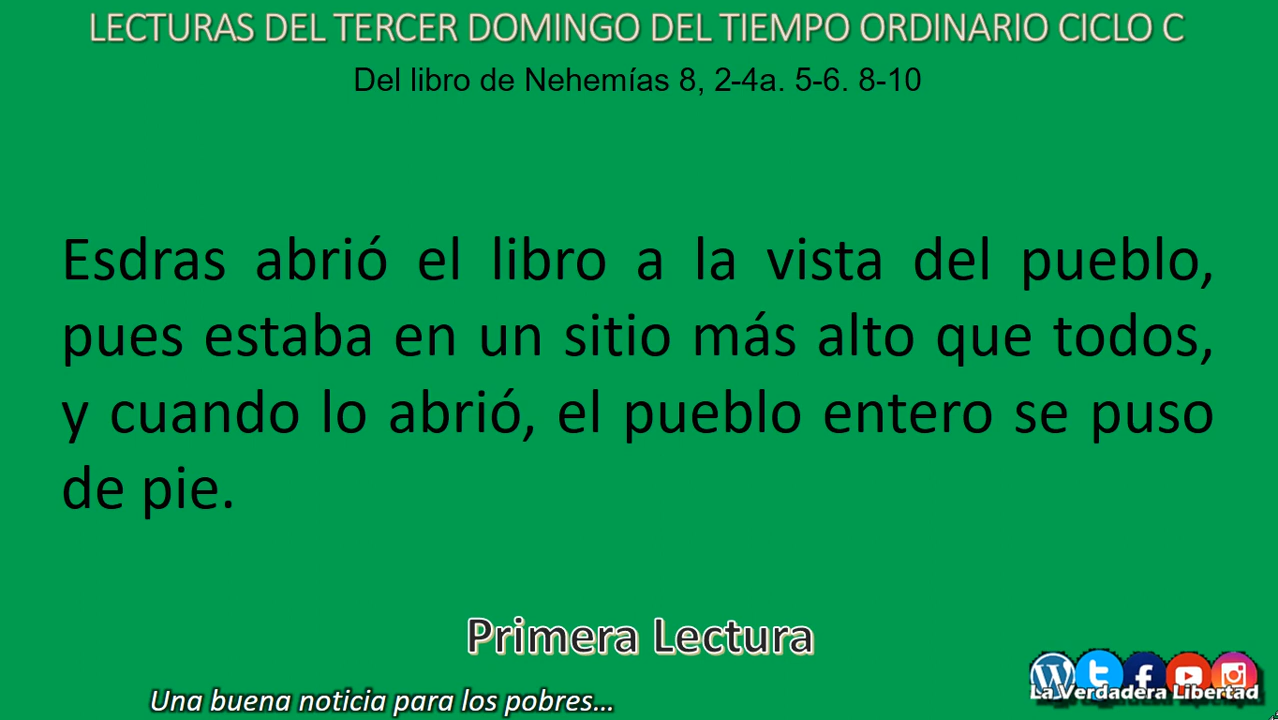 LECTURAS DEL TERCER DOMINGO DEL TIEMPO ORDINARIO CICLO C
Del libro de Nehemías 8, 2-4a. 5-6. 8-10
Esdras abrió el libro a la vista del pueblo,
pues estaba en un sitio más alto que todos,
y cuando lo abrió, el pueblo entero se puso
de pie.
Primera Lectura
La Verdadera Libertad
Una buena noticia para los pobres...